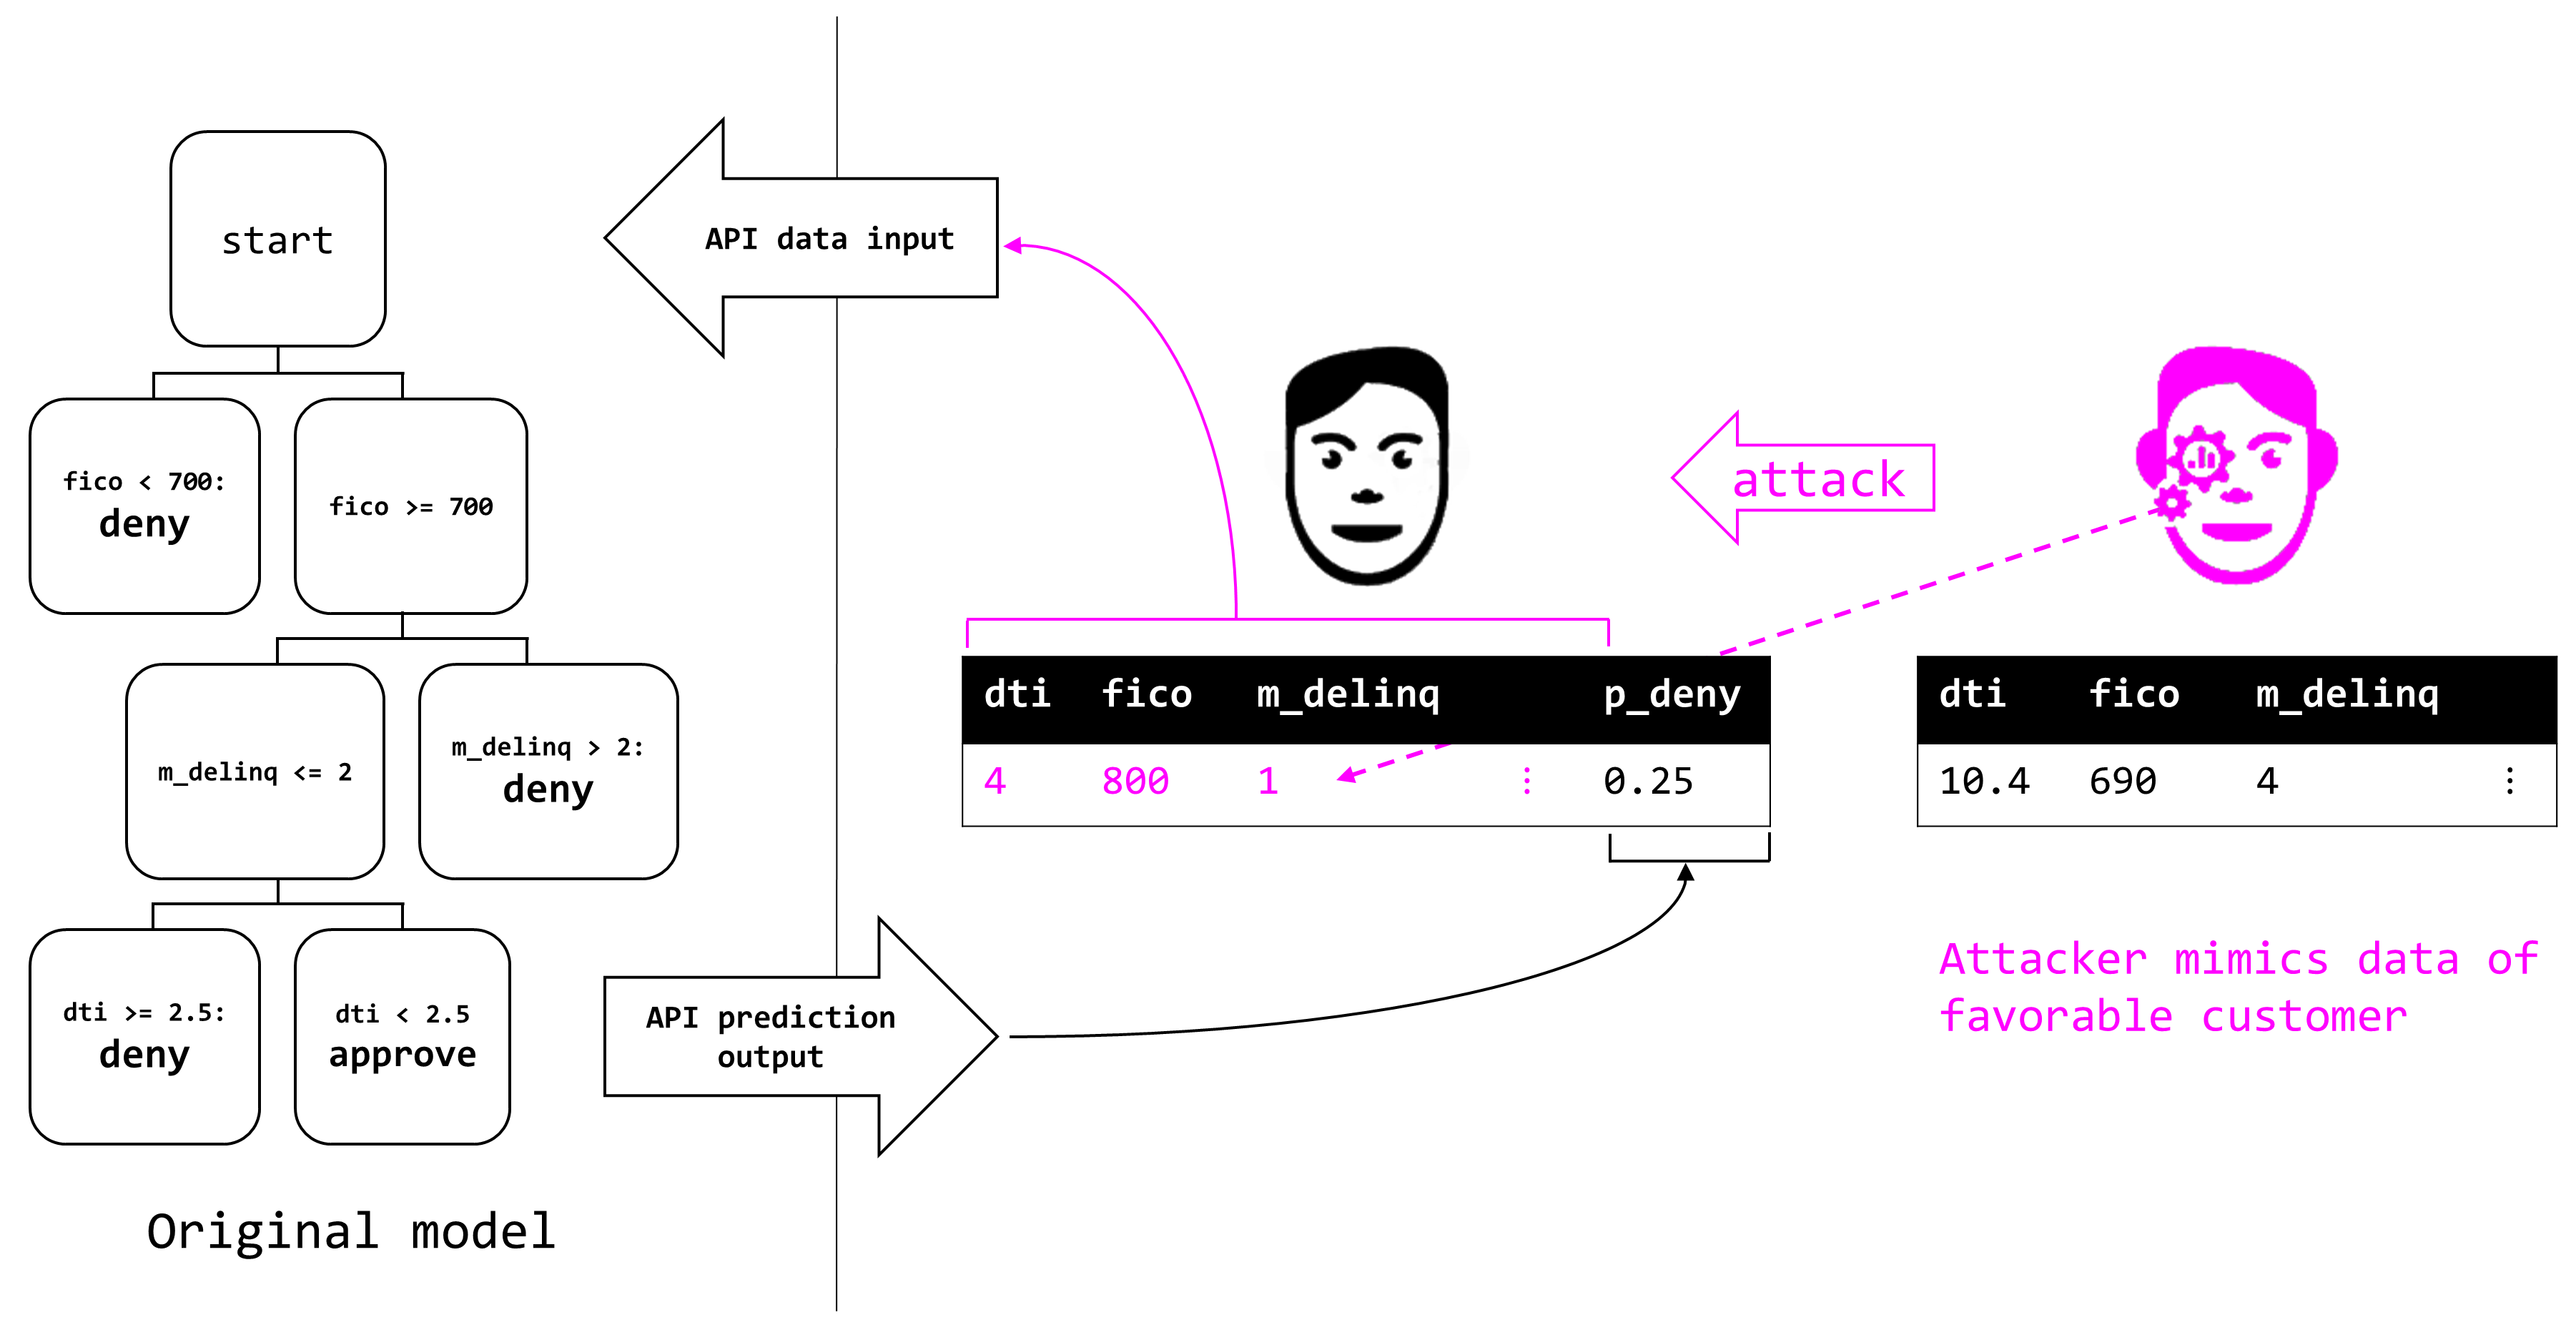 start
fico < 700:
deny
fico >= 700
m_delinq <= 2
m_delinq > 2:
deny
dti >= 2.5:
deny
dti < 2.5
approve
Original model
API data input
API prediction
output
attack
dti fico m_delinq p_deny
4 800 1 ⋮ 0.25
dti fico m_delinq
10.4 690 4 ⋮
Attacker mimics data of
favorable customer